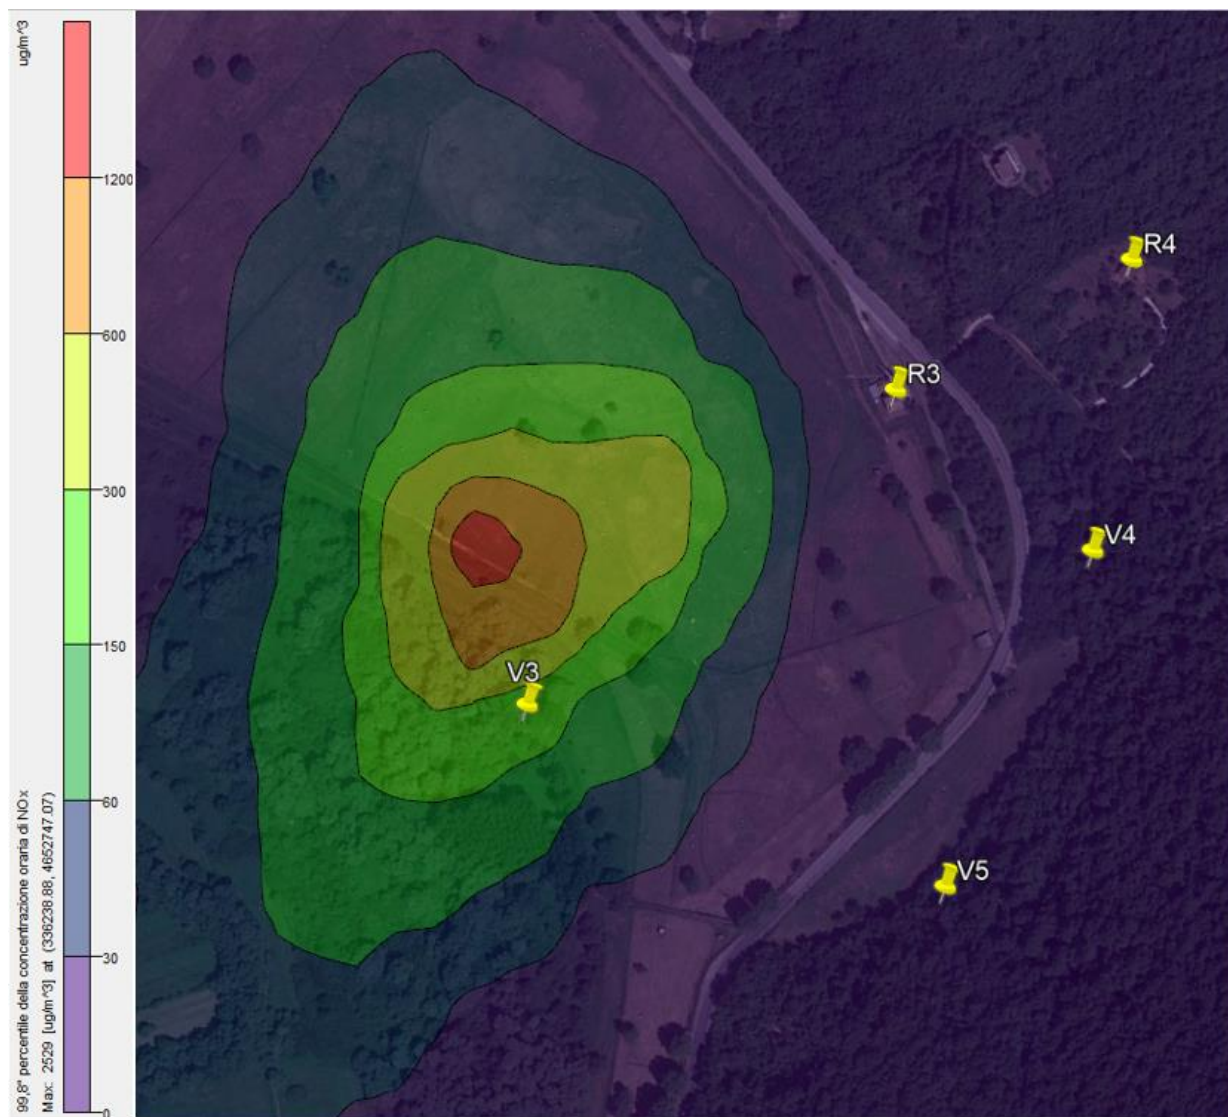 ug/m^3
1200
600
300
150
60
30
0
99,8° percentile della concentrazione oraria di NOx
Max: 2529 [ug/m^3] at (336238.88, 4652747.07)
R4
R3
V4
V3
V5